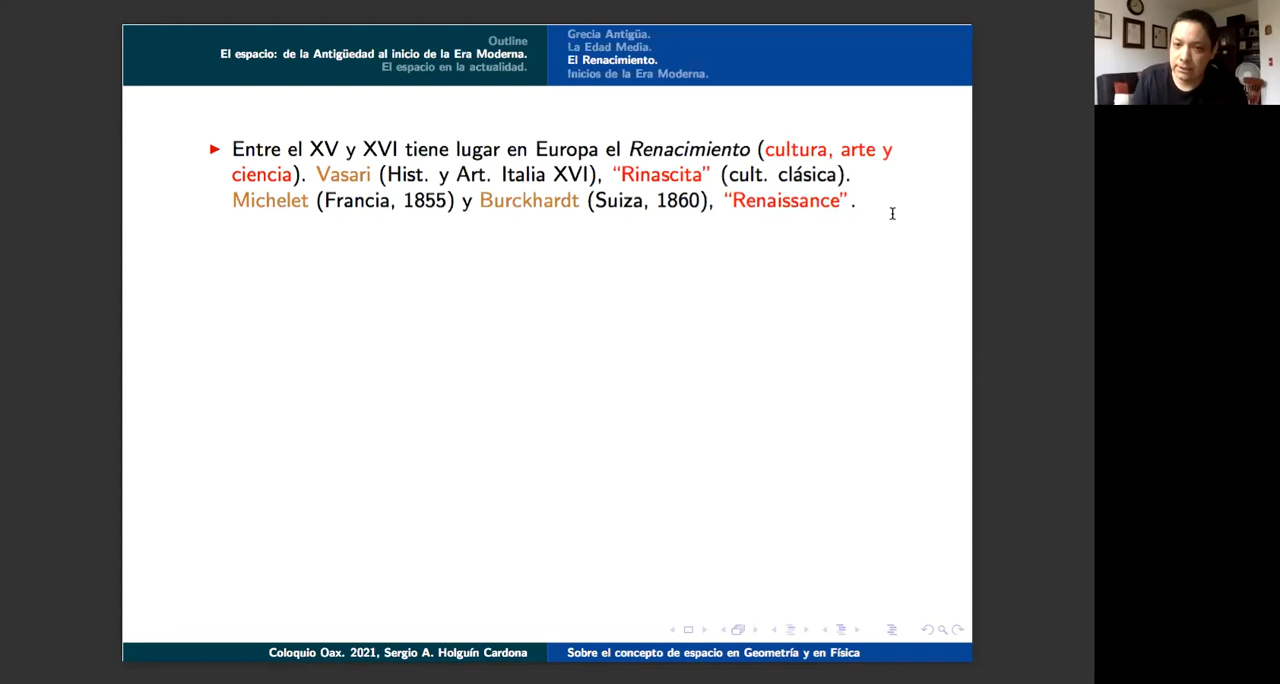 Outline
El espacio: de la Antigüedad al inicio de la Era Moderna.
El espacio en la actualidad.
Grecia Antigüa.
La Edad Media.
El Renacimiento.
Inicios de la Era Moderna.
Entre el XV y XVI tiene lugar en Europa el Renacimiento (cultura, arte y
ciencia). Vasari (Hist. y Art. Italia XVI), “Rinascita” (cult. clásica).
Michelet (Francia, 1855) y Burckhardt (Suiza, 1860), “Renaissance”.
Coloquio Oax. 2021, Sergio A. Holguín Cardona
Sobre el concepto de espacio en Geometría y en Física